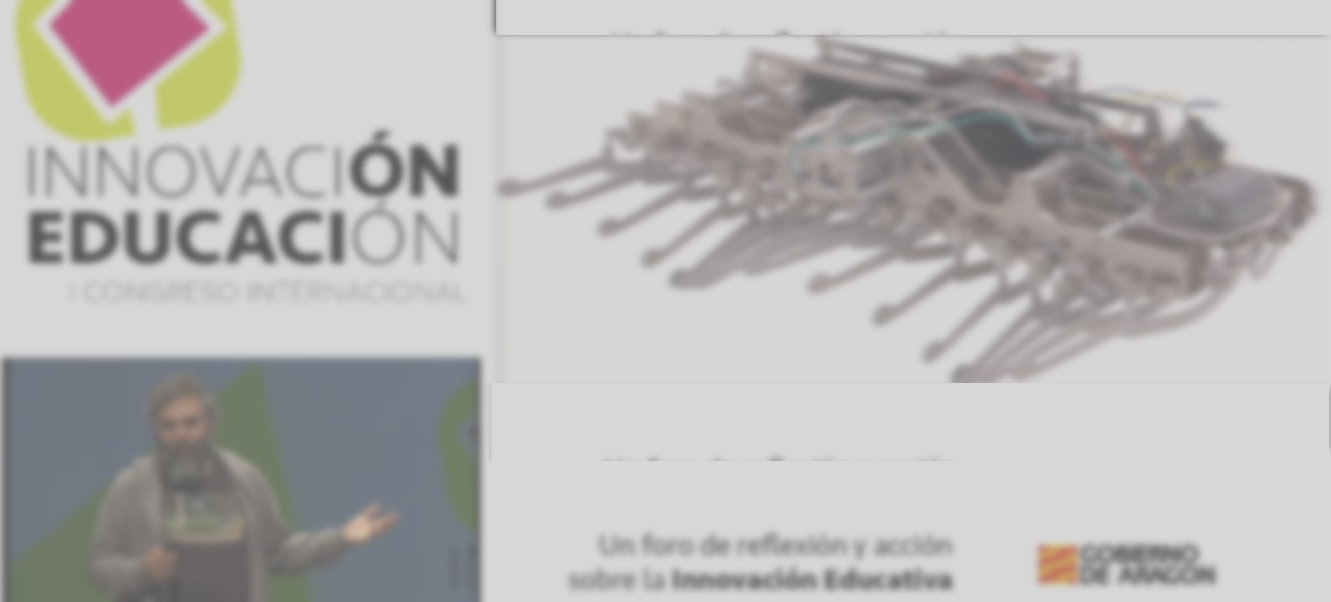 INNOVACIÓN
EDUCACIÓN
I CONGRESO INTERNACIONAL
Un foro de reflexión y acción
sobre la Innovación Educativa
GOBIERNO
DE ARAGON